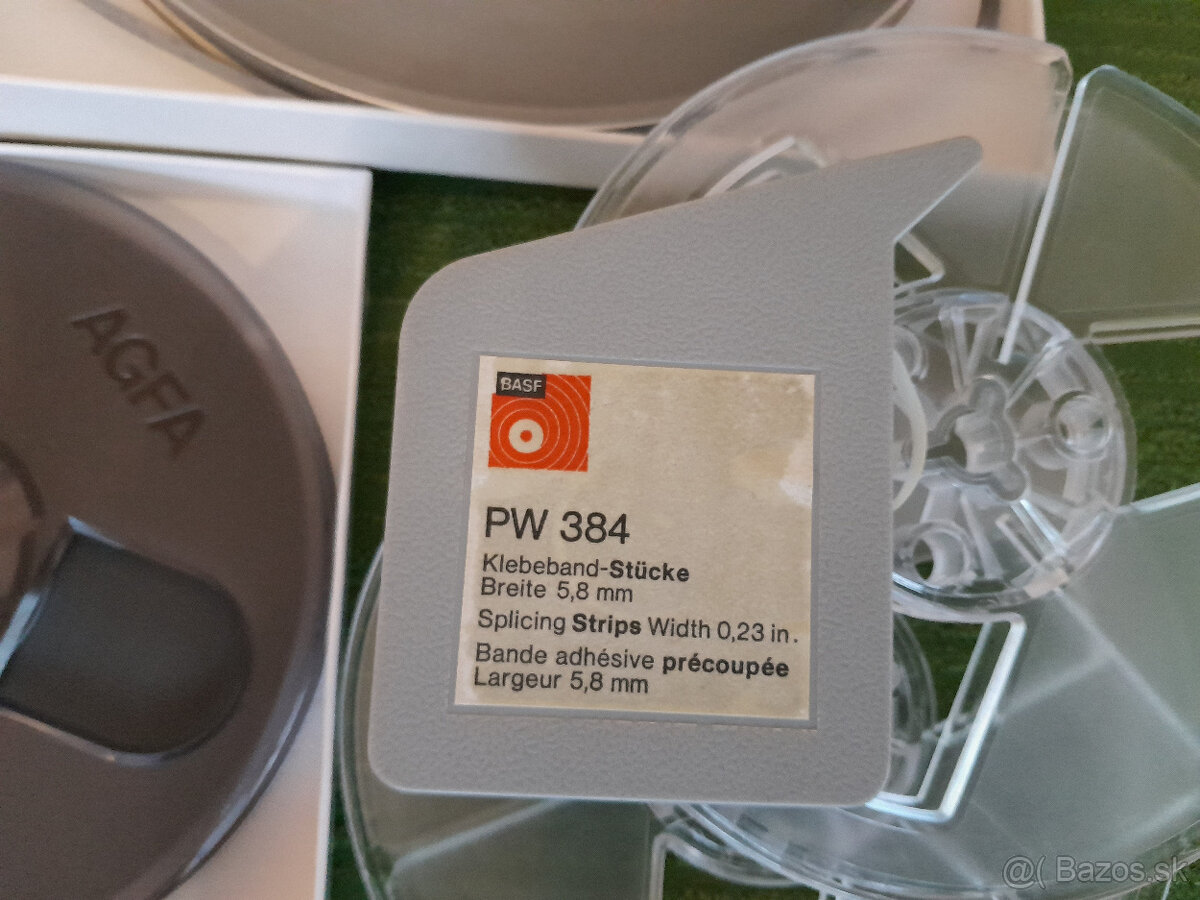 AGFA
BASF
PW 384
Klebeband-Stücke
Breite 5,8 mm
Splicing Strips Width 0,23 in.
Bande adhésive précoupée
Largeur 5,8 mm
@( Bazos.sk